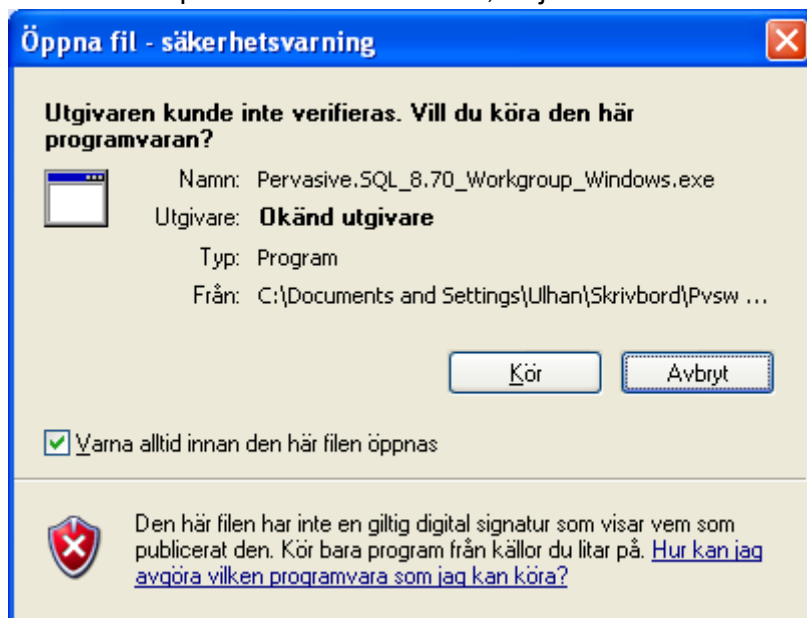 Öppna fil - säkerhetsvarning
Utgivaren kunde inte verifieras. Vill du köra den här
programvaran?
Namn: Pervasive.SQL_8.70_Workgroup_Windows.exe
Utgivare: Okänd utgivare
Typ: Program
Från: C:\Documents and Settings\Ulhan\Skrivbord\Pvsw ...
Kör Avbryt
Varna alltid innan den här filen öppnas
Den här filen har inte en giltig digital signatur som visar vem som
publicerat den. Kör bara program från källor du litar på. Hur kan jag
avgöra vilken programvara som jag kan köra?